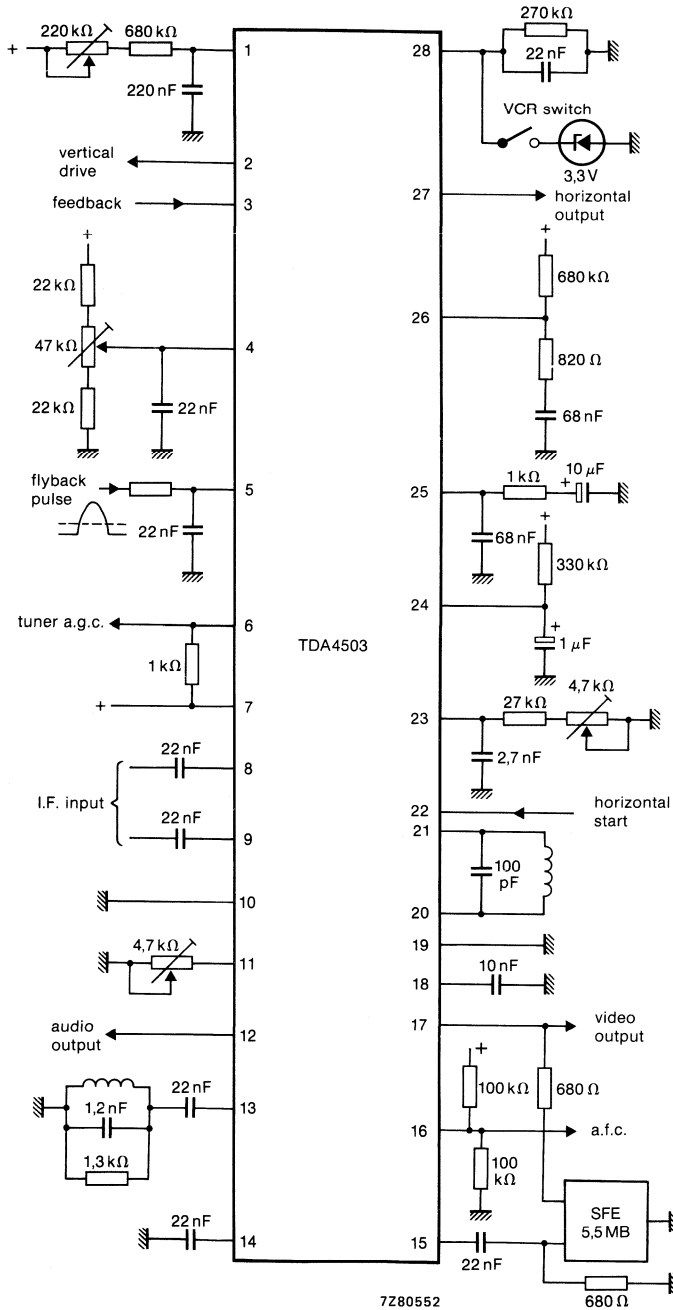 220 kΩ 680 kΩ
+
1
220 nF
vertical
drive
2
feedback
3
+
22 kΩ
47 kΩ
4
22 kΩ
22 nF
flyback
pulse
5
22 nF
tuner a.g.c.
6
1 kΩ
+
7
22 nF
8
I.F. input
22 nF
9
10
4,7 kΩ
11
audio
output
12
22 nF
13
1,2 nF
1,3 kΩ
22 nF
14
TDA4503
270 kΩ
28
22 nF
VCR switch
3,3 V
27
horizontal
output
+
680 kΩ
26
820 Ω
68 nF
1 kΩ
10 μF
+
25
68 nF
+
330 kΩ
24
+
1 μF
27 kΩ
4,7 kΩ
23
2,7 nF
22
horizontal
start
21
100
pF
20
19
10 nF
18
17
video
output
+
100 kΩ
680 Ω
16
a.f.c.
100
kΩ
SFE
5,5 MB
15
22 nF
680 Ω
7Z80552